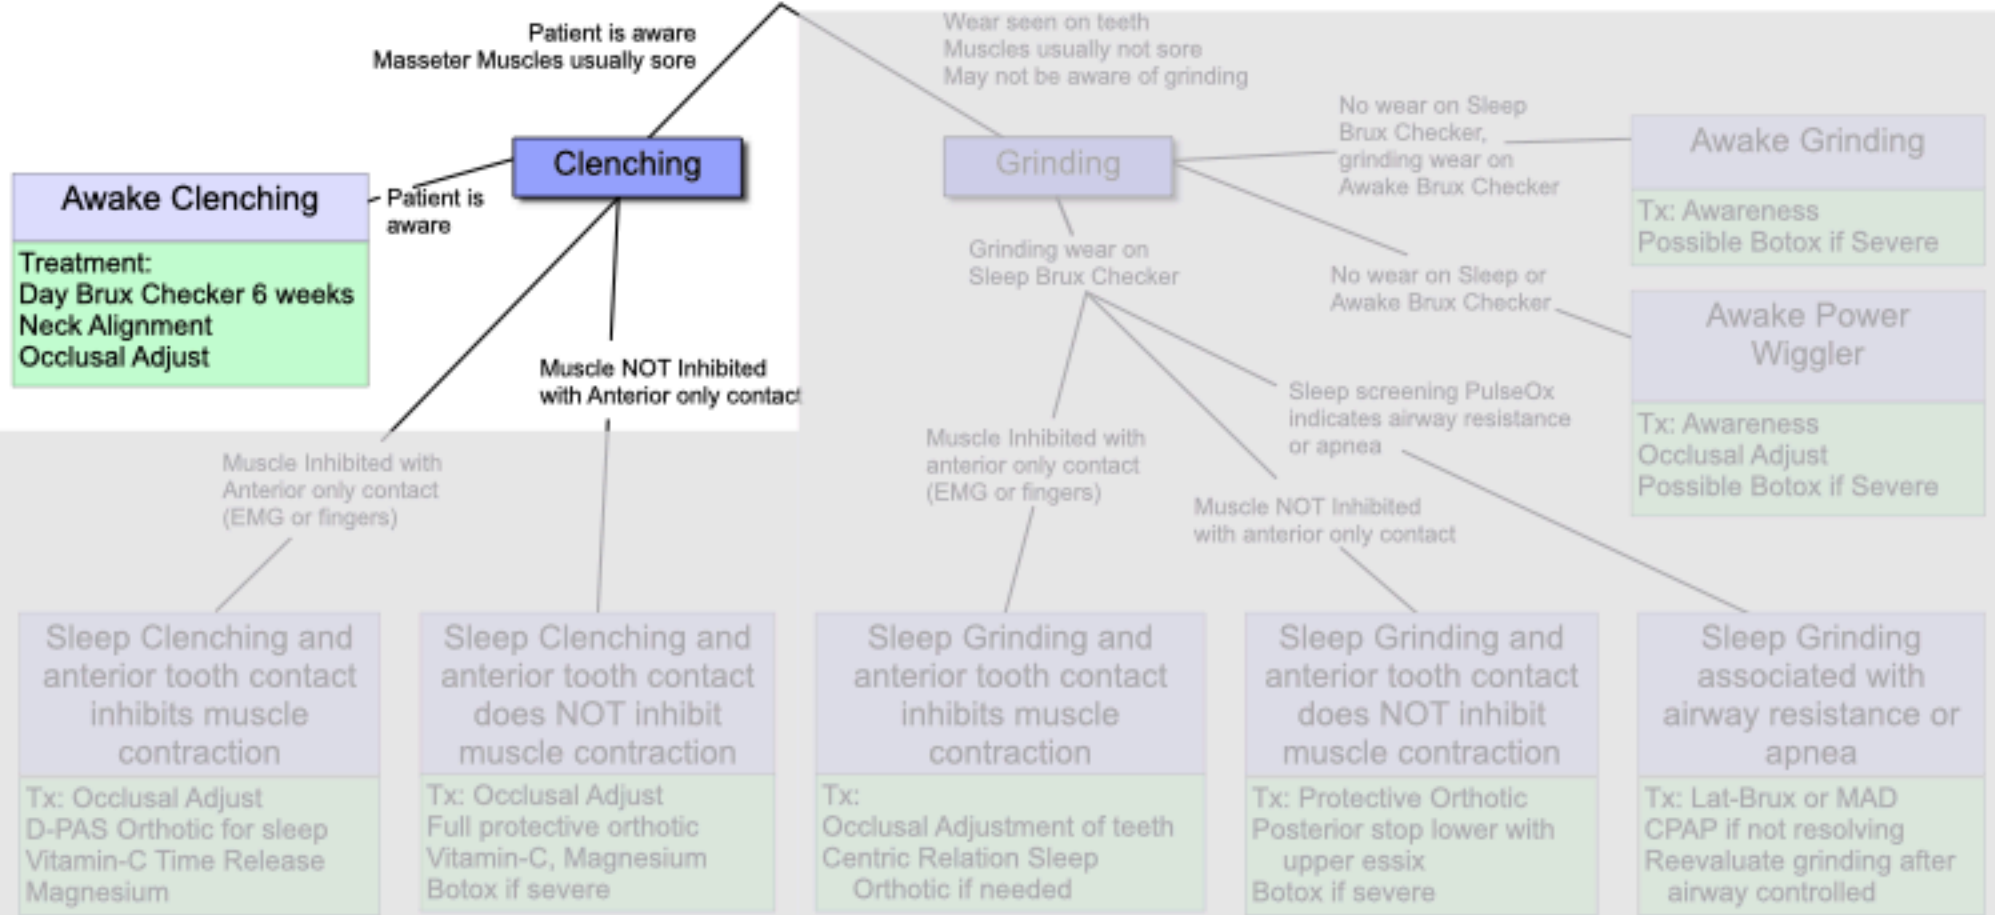 Patient is aware
Masseter Muscles usually sore
Wear seen on teeth
Muscles usually not sore
May not be aware of grinding
Clenching
Grinding
No wear on Sleep
Brux Checker,
grinding wear on
Awake Brux Checker
Awake Grinding
Tx: Awareness
Possible Botox if Severe
Awake Clenching
Patient is
aware
Treatment:
Day Brux Checker 6 weeks
Neck Alignment
Occlusal Adjust
Grinding wear on
Sleep Brux Checker
No wear on Sleep or
Awake Brux Checker
Awake Power
Wiggler
Tx: Awareness
Occlusal Adjust
Possible Botox if Severe
Muscle NOT Inhibited
with Anterior only contact
Sleep screening PulseOx
indicates airway resistance
or apnea
Muscle Inhibited with
Anterior only contact
(EMG or fingers)
Muscle Inhibited with
anterior only contact
(EMG or fingers)
Muscle NOT Inhibited
with anterior only contact
Sleep Clenching and
anterior tooth contact
inhibits muscle
contraction
Tx: Occlusal Adjust
D-PAS Orthotic for sleep
Vitamin-C Time Release
Magnesium
Sleep Clenching and
anterior tooth contact
does NOT inhibit
muscle contraction
Tx: Occlusal Adjust
Full protective orthotic
Vitamin-C, Magnesium
Botox if severe
Sleep Grinding and
anterior tooth contact
inhibits muscle
contraction
Tx:
Occlusal Adjustment of teeth
Centric Relation Sleep
Orthotic if needed
Sleep Grinding and
anterior tooth contact
does NOT inhibit
muscle contraction
Tx: Protective Orthotic
Posterior stop lower with
upper essix
Botox if severe
Sleep Grinding
associated with
airway resistance or
apnea
Tx: Lat-Brux or MAD
CPAP if not resolving
Reevaluate grinding after
airway controlled